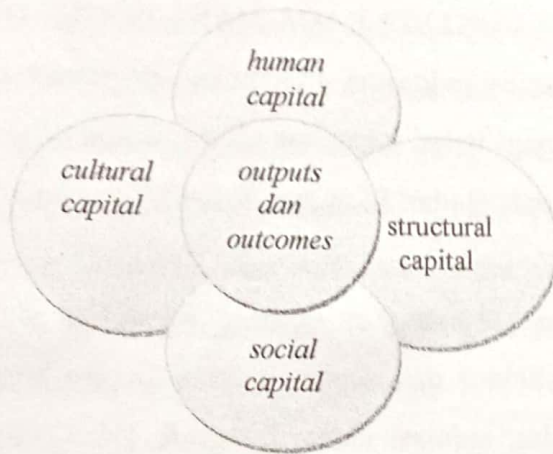 human
capital
cultural
capital
outputs
dan
outcomes
structural
capital
social
capital